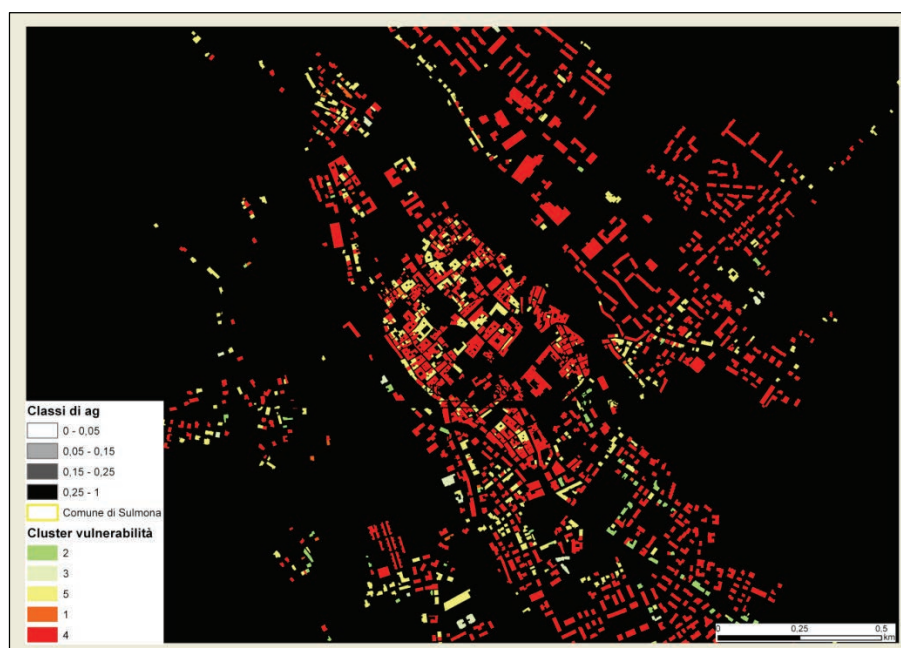 Classi di ag
0 - 0,05
0,05 - 0,15
0,15 - 0,25
0,25 - 1
Comune di Sulmona
Cluster vulnerabilità
2
3
5
1
4
0 0,25 0,5
km